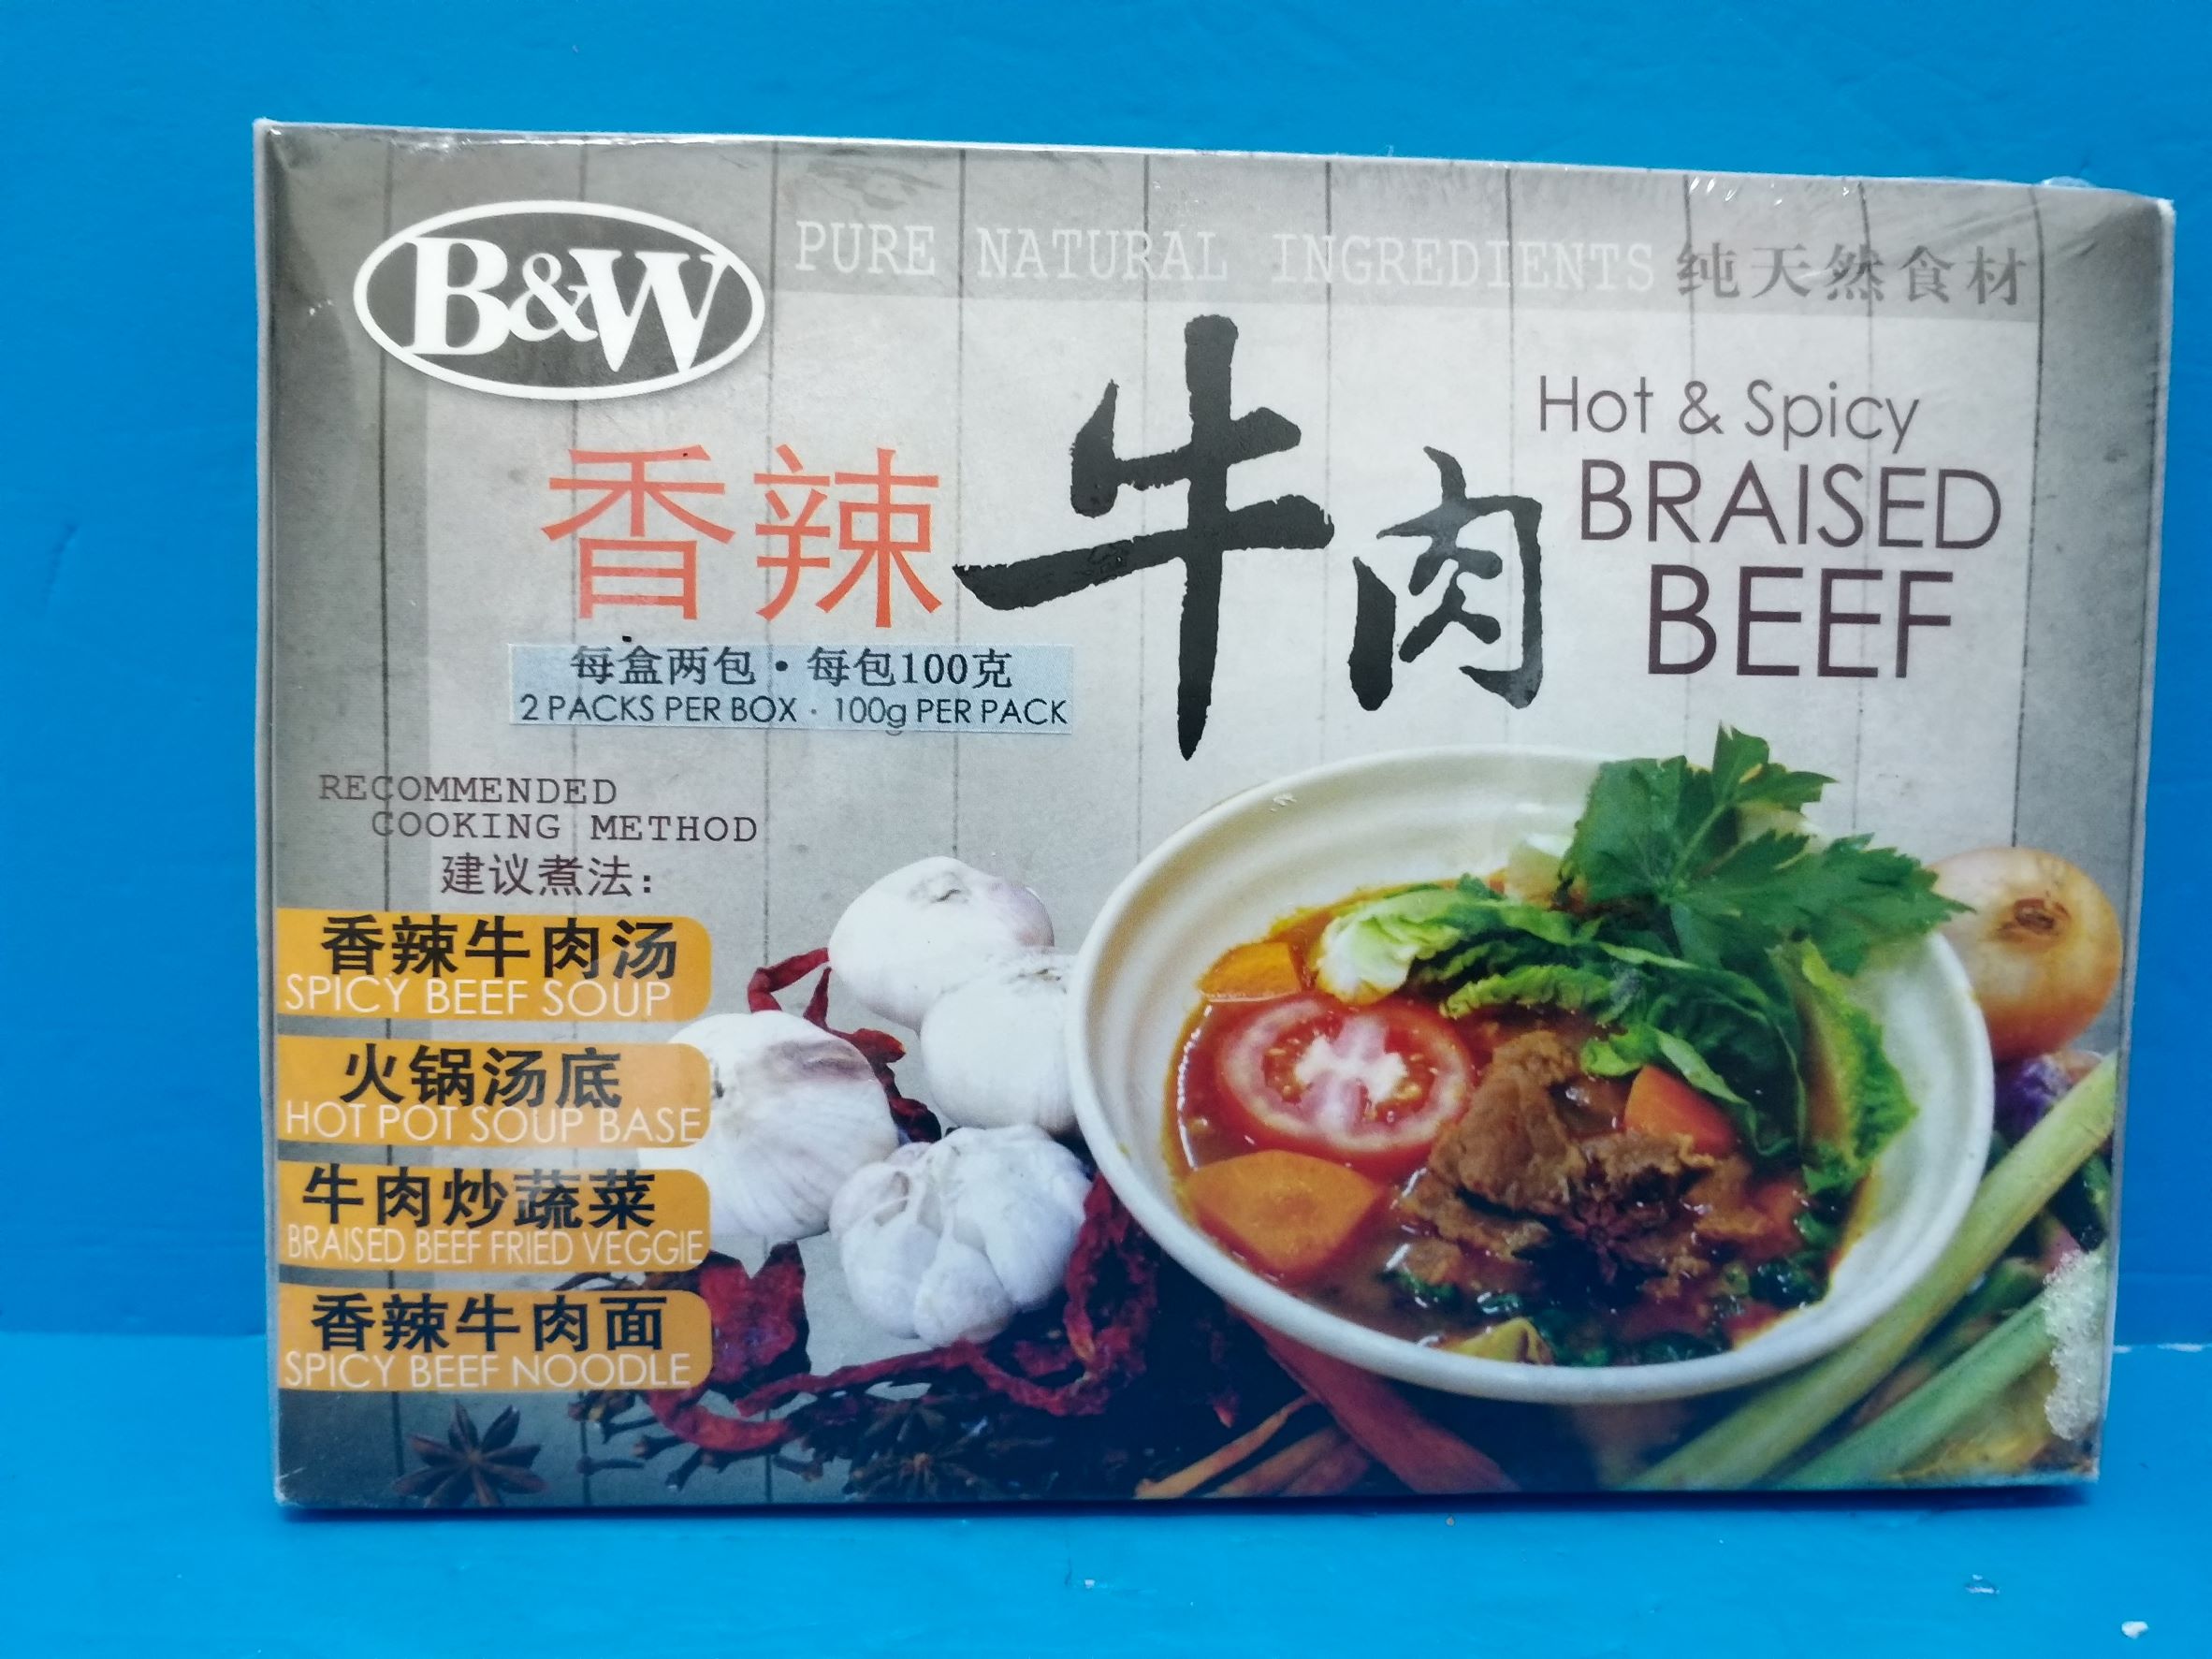 B&W
PURE NATURAL INGREDIENTS 纯天然食材
香辣牛肉
Hot & Spicy
BRAISED
BEEF
每盒两包·每包100克
2 PACKS PER BOX · 100g PER PACK
RECOMMENDED
COOKING METHOD
建议煮法:
香辣牛肉汤
SPICY BEEF SOUP
火锅汤底
HOT POT SOUP BASE
牛肉炒蔬菜
BRAISED BEEF FRIED VEGGIE
香辣牛肉面
SPICY BEEF NOODLE